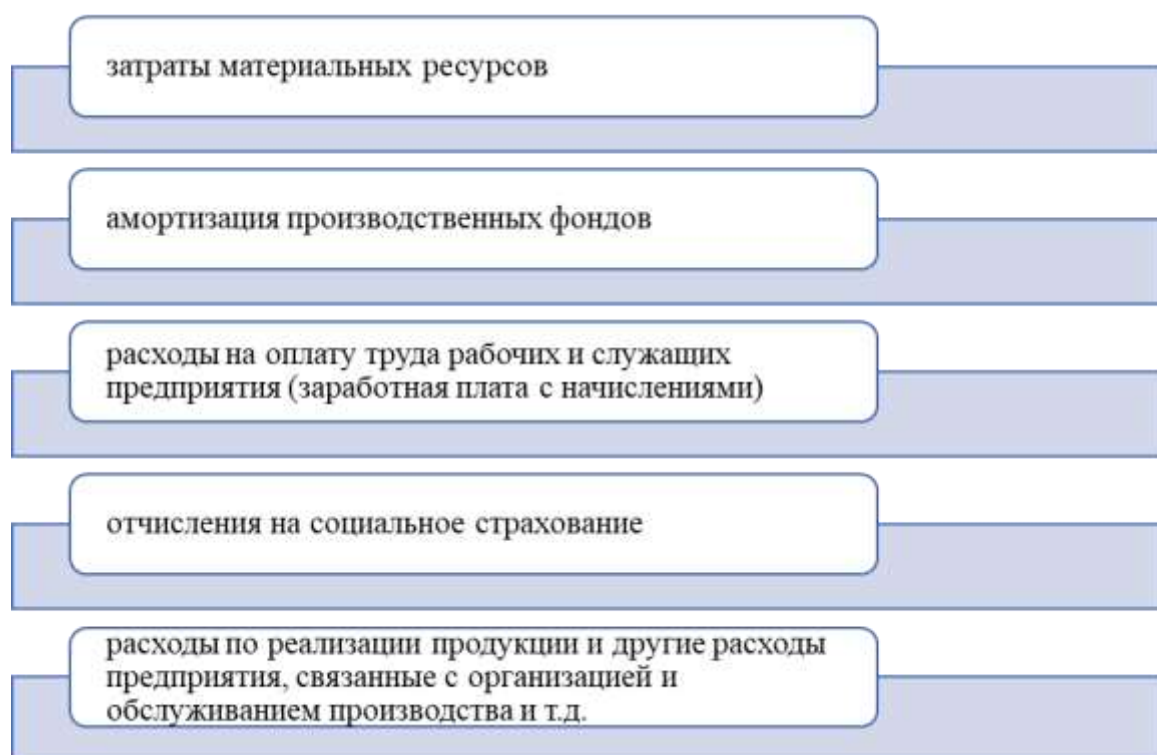 затраты материальных ресурсов
амортизация производственных фондов
расходы на оплату труда рабочих и служащих
предприятия (заработная плата с начислениями)
отчисления на социальное страхование
расходы по реализации продукции и другие расходы
предприятия, связанные с организацией и
обслуживанием производства и т.д.